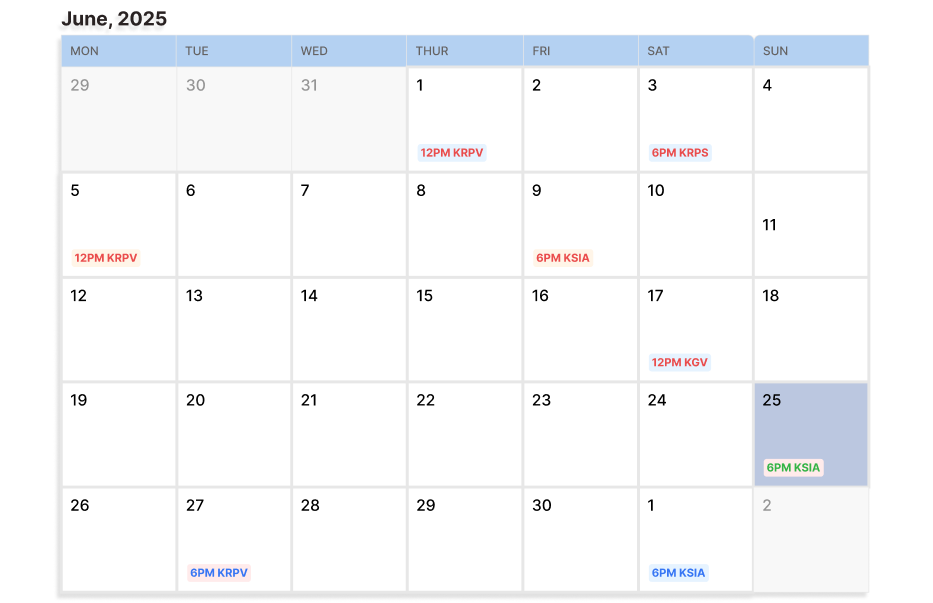 June, 2025
MON TUE WED THUR FRI SAT SUN
29 30 31 1 2 3 4
12PM KRPV 6PM KRPS
5 6 7 8 9 10 11
12PM KRPV 6PM KSIA
12 13 14 15 16 17 18
12PM KGV
19 20 21 22 23 24 25
6PM KSIA
26 27 28 29 30 1 2
6PM KRPV 6PM KSIA